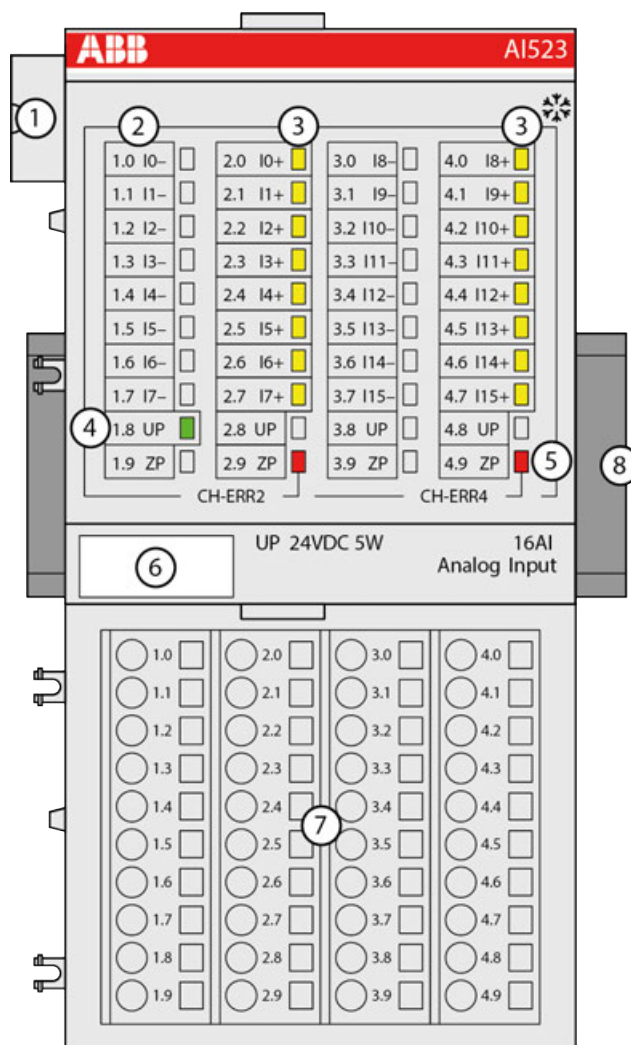 ABB AI523
1 2 3 3
1.0 I0– 2.0 I0+ 3.0 I8– 4.0 I8+
1.1 I1– 2.1 I1+ 3.1 I9– 4.1 I9+
1.2 I2– 2.2 I2+ 3.2 I10– 4.2 I10+
1.3 I3– 2.3 I3+ 3.3 I11– 4.3 I11+
1.4 I4– 2.4 I4+ 3.4 I12– 4.4 I12+
1.5 I5– 2.5 I5+ 3.5 I13– 4.5 I13+
1.6 I6– 2.6 I6+ 3.6 I14– 4.6 I14+
1.7 I7– 2.7 I7+ 3.7 I15– 4.7 I15+
4 1.8 UP 2.8 UP 3.8 UP 4.8 UP
1.9 ZP 2.9 ZP 3.9 ZP 4.9 ZP 5 8
CH-ERR2 CH-ERR4
6 UP 24VDC 5W 16AI
Analog Input
1.0 2.0 3.0 4.0
1.1 2.1 3.1 4.1
1.2 2.2 3.2 4.2
1.3 2.3 3.3 4.3
1.4 2.4 3.4 4.4
7
1.5 2.5 3.5 4.5
1.6 2.6 3.6 4.6
1.7 2.7 3.7 4.7
1.8 2.8 3.8 4.8
1.9 2.9 3.9 4.9